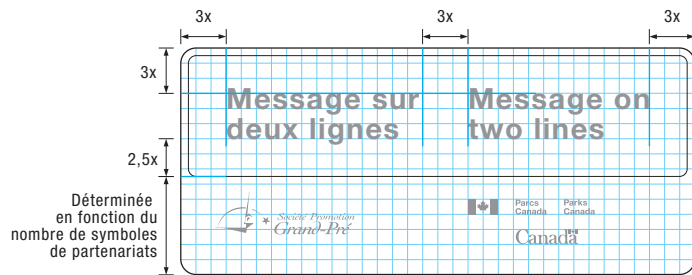 3x 3x 3x
3x
Message sur
deux lignes
Message on
two lines
2,5x
Déterminée
en fonction du
nombre de symboles
de partenariats
Société Promotion
Grand-Pré
Parcs
Canada
Parks
Canada
Canada